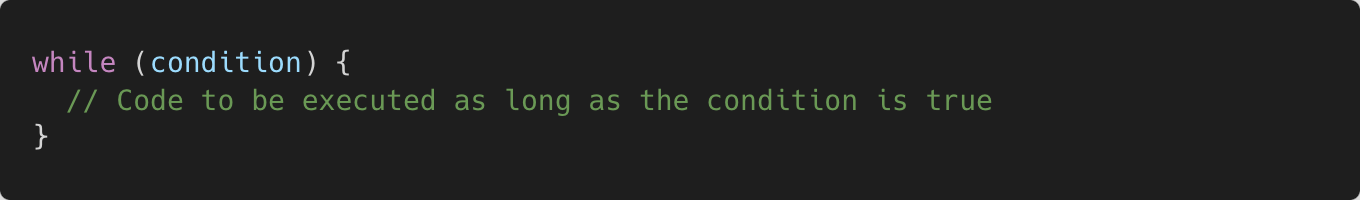 while (condition) {
  // Code to be executed as long as the condition is true
}